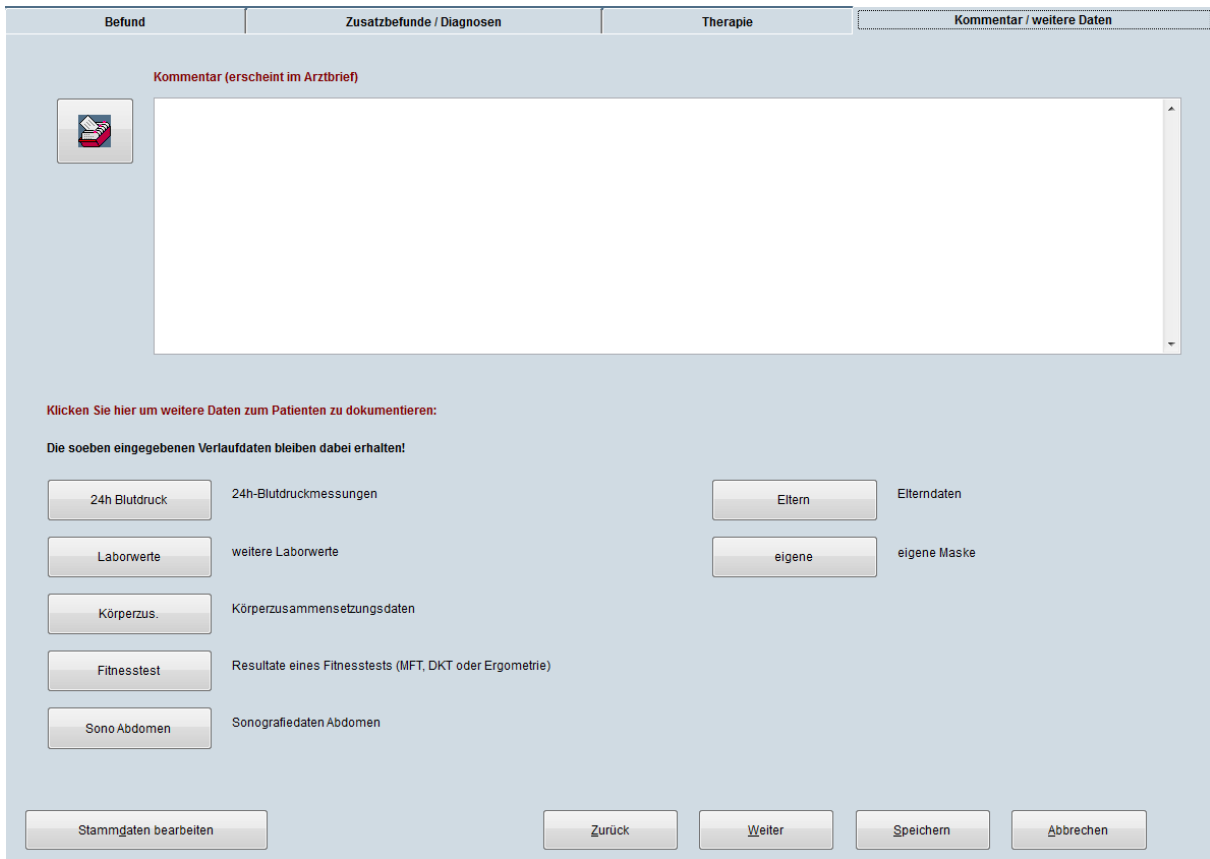 Befund
Zusatzbefunde / Diagnosen
Therapie
Kommentar / weitere Daten
Kommentar (erscheint im Arztbrief)
Klicken Sie hier um weitere Daten zum Patienten zu dokumentieren:
Die soeben eingegebenen Verlaufdaten bleiben dabei erhalten!
24h Blutdruck
24h-Blutdruckmessungen
Eltern
Elterndaten
Laborwerte
weitere Laborwerte
eigene
eigene Maske
Körperzus.
Körperzusammensetzungsdaten
Fitnesstest
Resultate eines Fitnesstests (MFT, DKT oder Ergometrie)
Sono Abdomen
Sonografiedaten Abdomen
Stammdaten bearbeiten
Zurück
Weiter
Speichern
Abbrechen